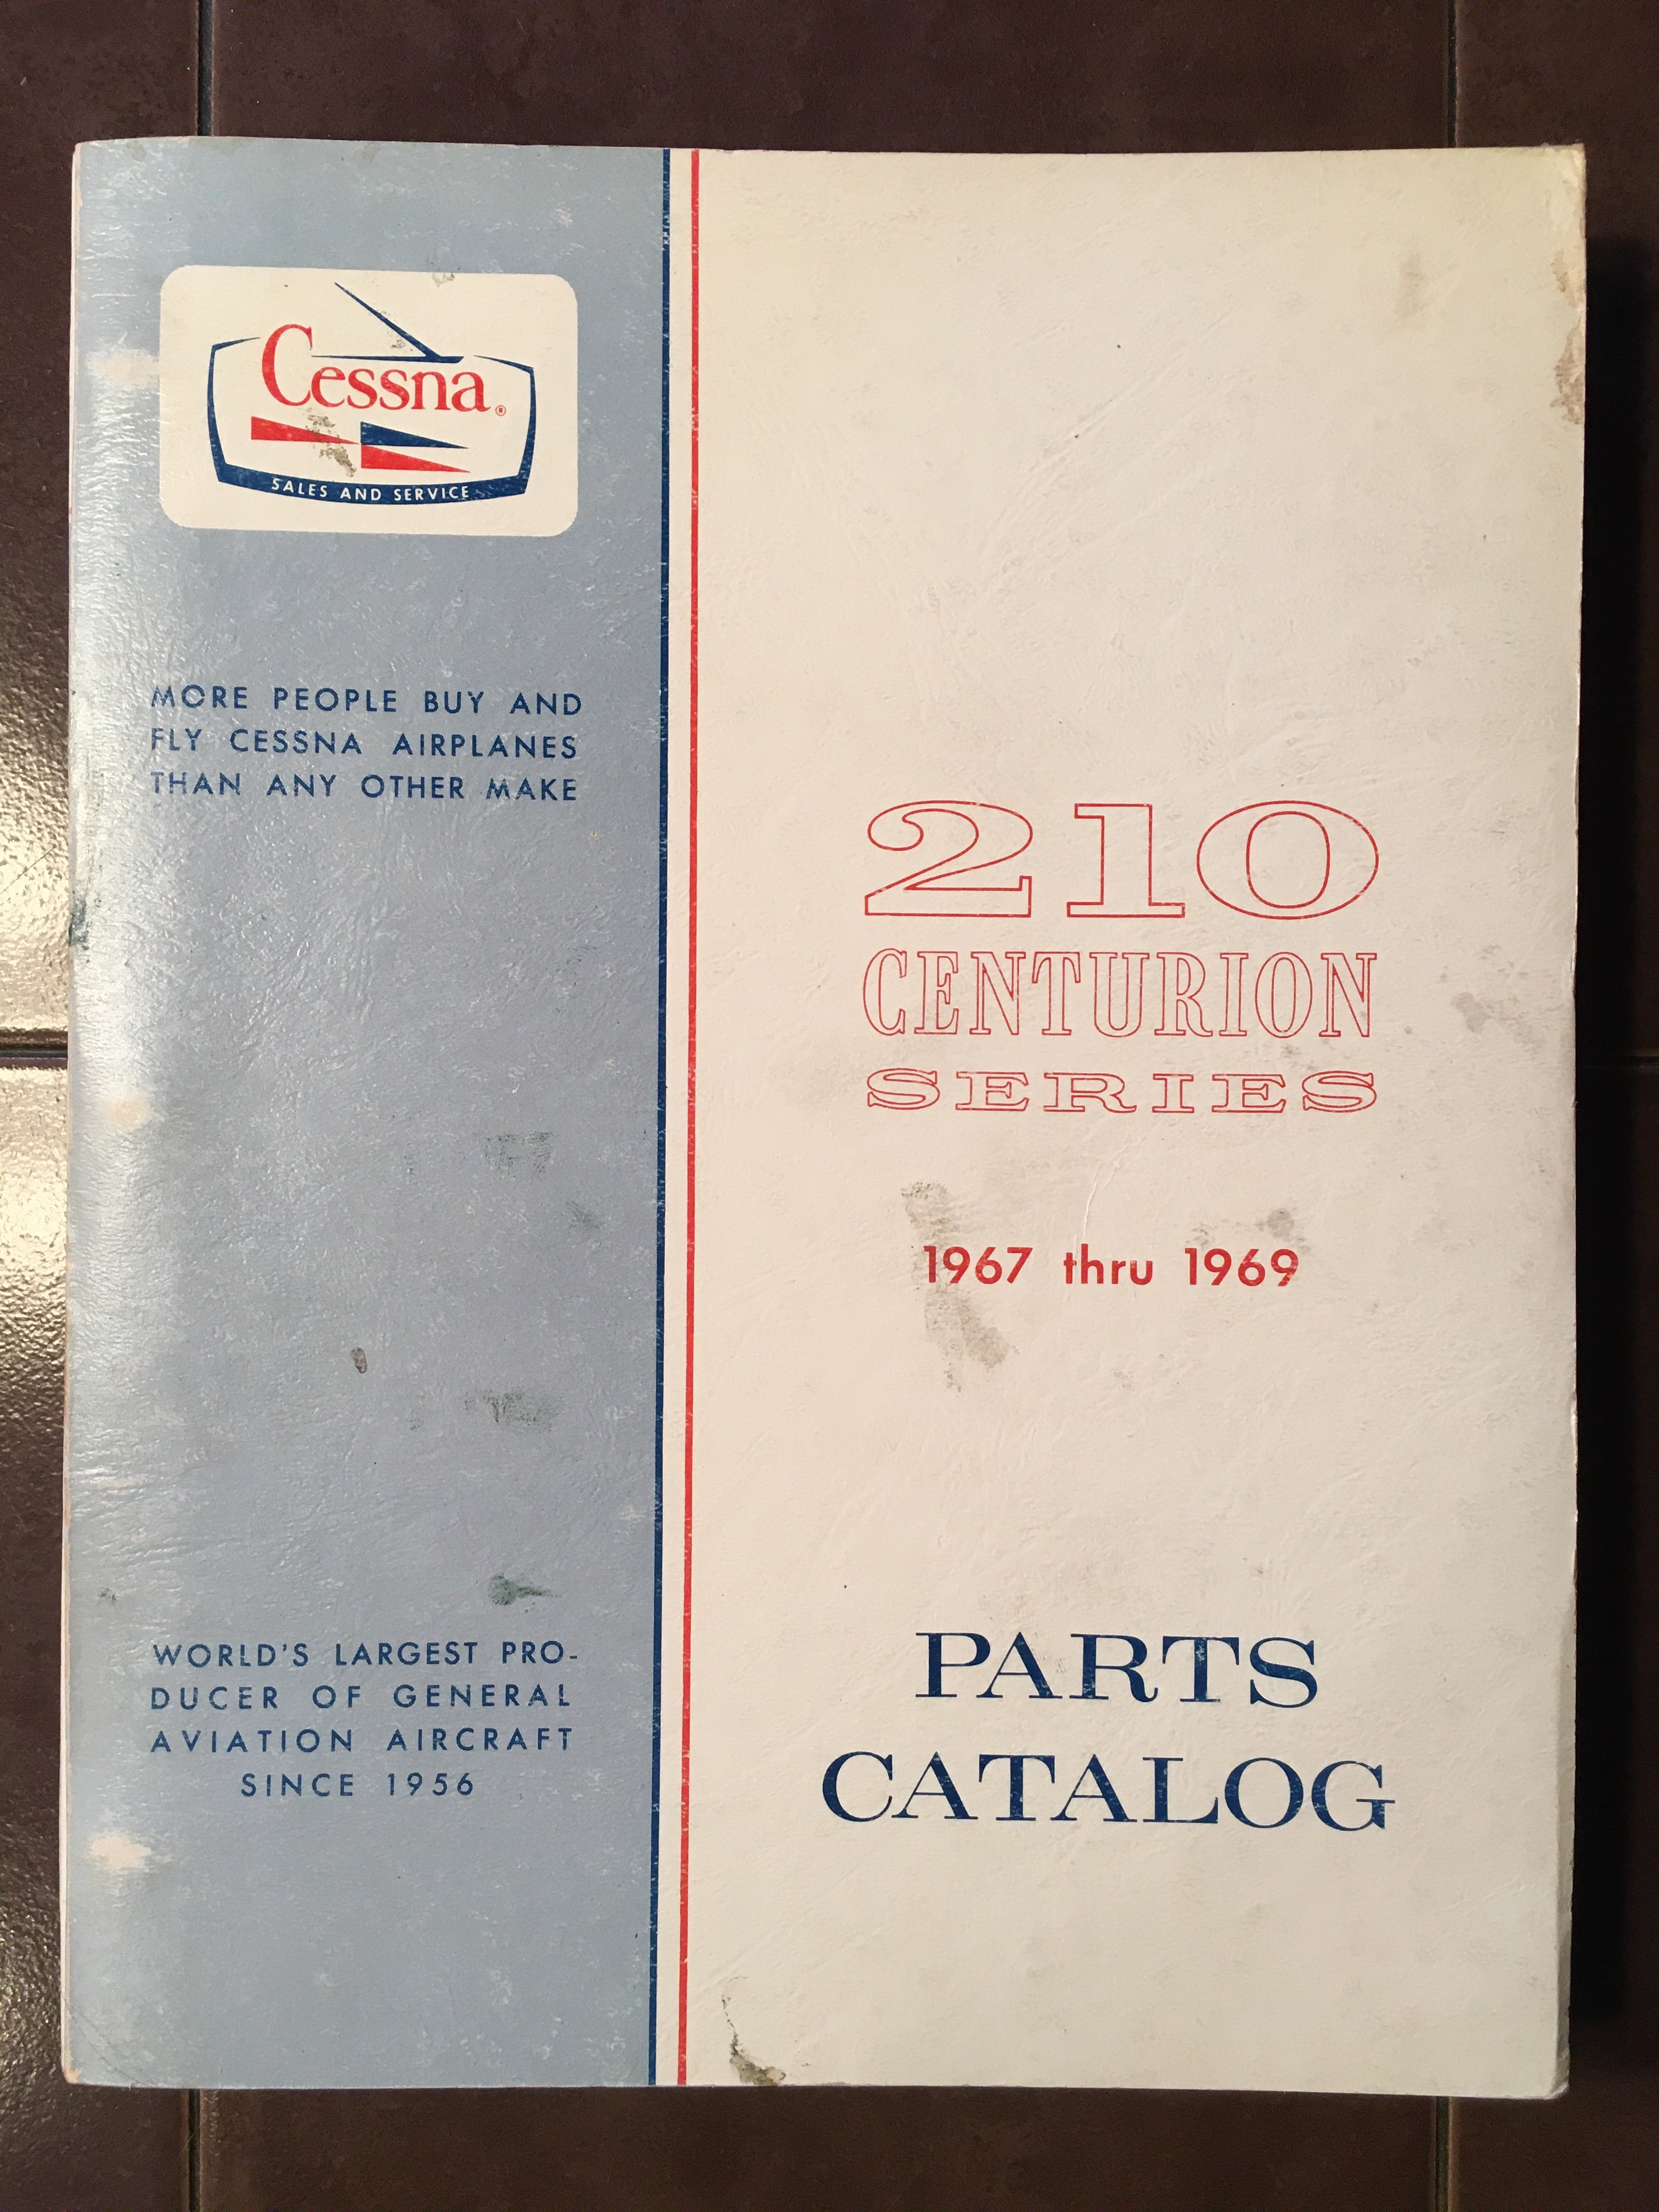 Cessna®
SALES AND SERVICE
MORE PEOPLE BUY AND
FLY CESSNA AIRPLANES
THAN ANY OTHER MAKE
WORLD'S LARGEST PRO-
DUCER OF GENERAL
AVIATION AIRCRAFT
SINCE 1956
210
CENTURION
SERIES
1967 thru 1969
PARTS
CATALOG